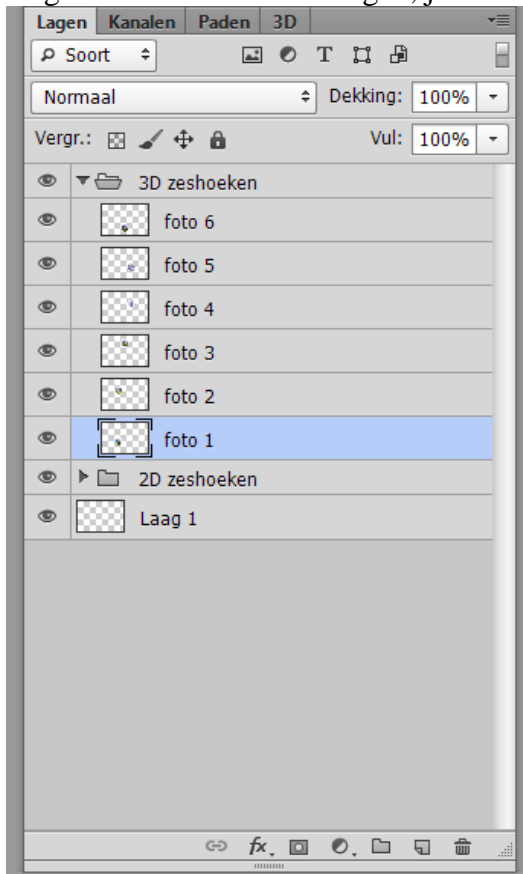 Lagen Kanalen Paden 3D
Soort T
Normaal Dekking: 100%
Vergr.: Vul: 100%
3D zeshoeken
foto 6
foto 5
foto 4
foto 3
foto 2
foto 1
2D zeshoeken
Laag 1
fx